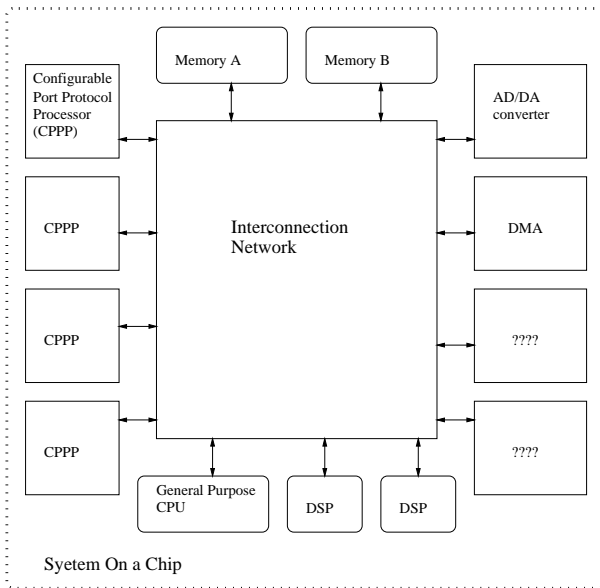 Memory A
Memory B
Configurable
Port Protocol
Processor
(CPPP)
AD/DA
converter
CPPP
Interconnection
Network
DMA
CPPP
????
CPPP
????
General Purpose
CPU
DSP
DSP
Syetem On a Chip